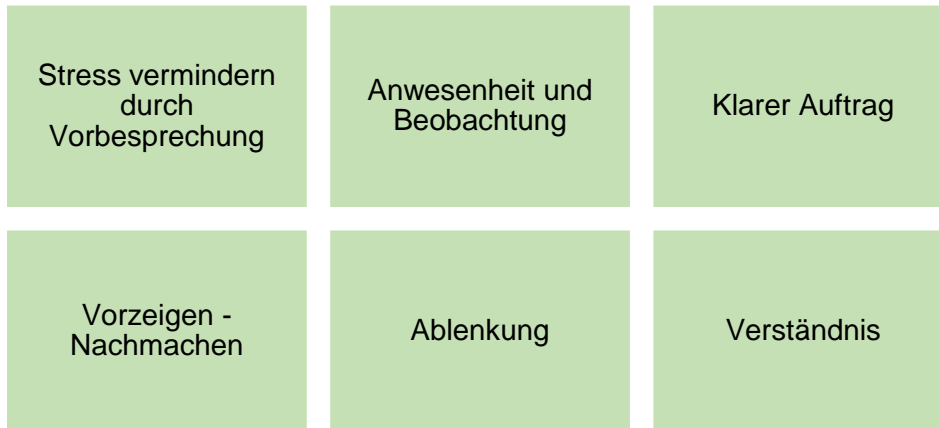 Stress vermindern
durch
Vorbesprechung
Anwesenheit und
Beobachtung
Klarer Auftrag
Vorzeigen -
Nachmachen
Ablenkung
Verständnis